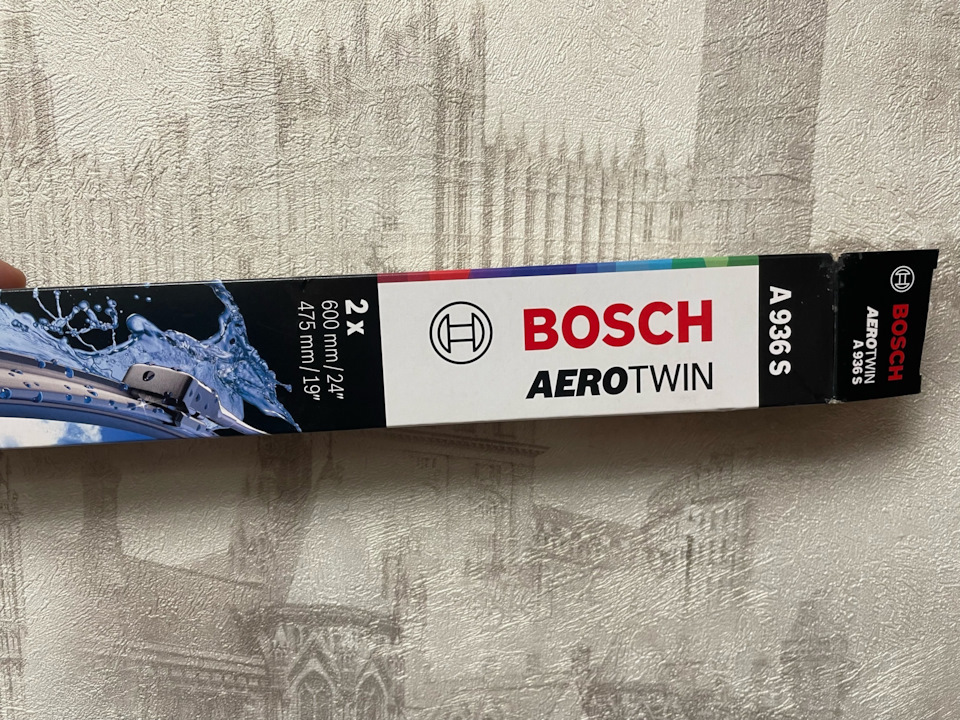 2 x
600 mm / 24"
475 mm / 19"
BOSCH
AEROTWIN
A 936 S
BOSCH
AEROTWIN
A 936 S